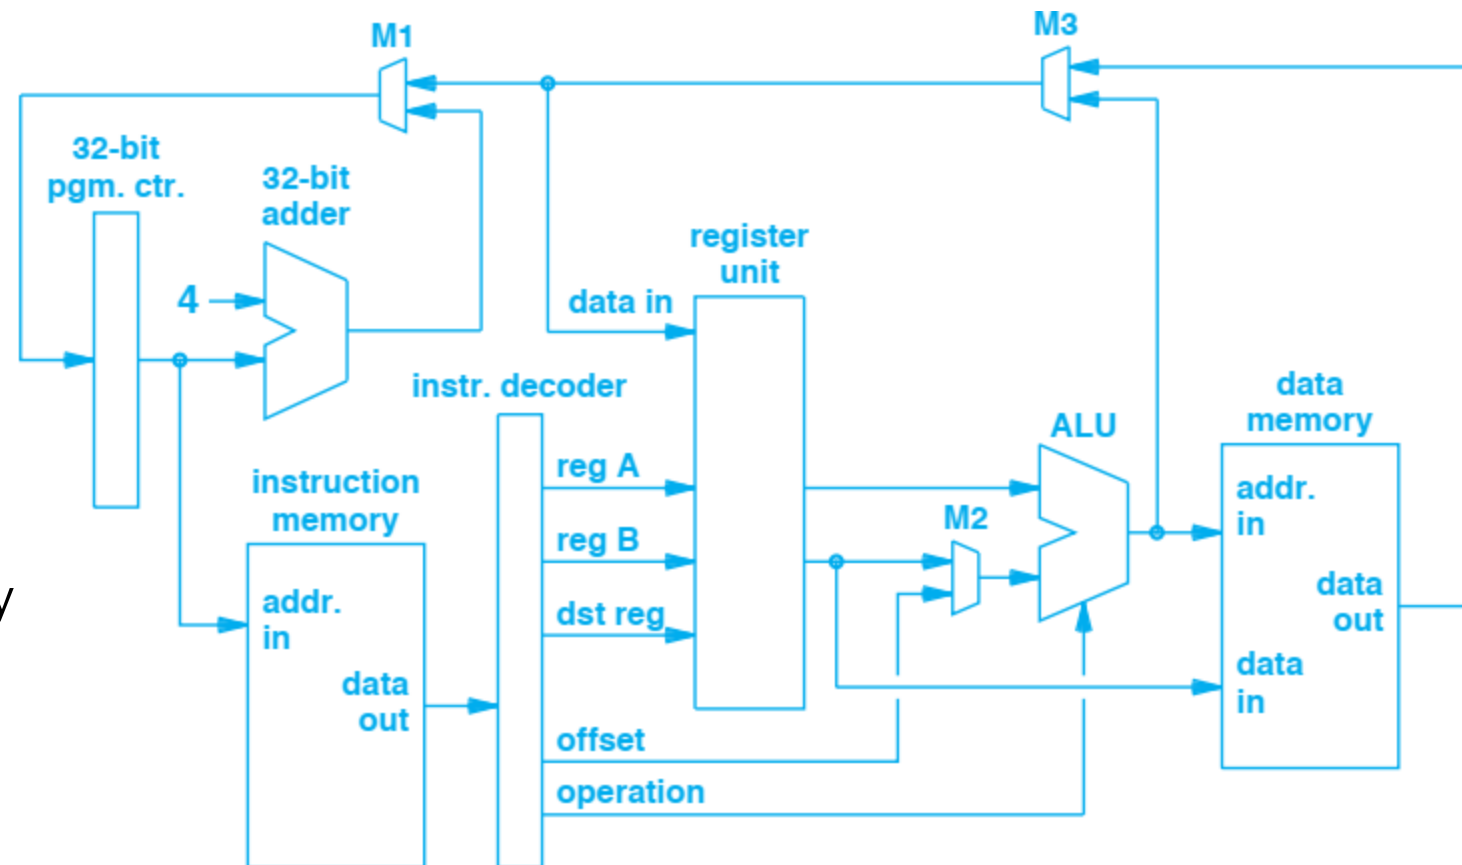 M1
M3
32-bit
pgm. ctr.
32-bit
adder
4
register
unit
data in
instr. decoder
data
memory
ALU
instruction
memory
reg A
addr.
in
M2
reg B
data
out
addr.
in
dst reg
data
in
data
out
offset
operation
y